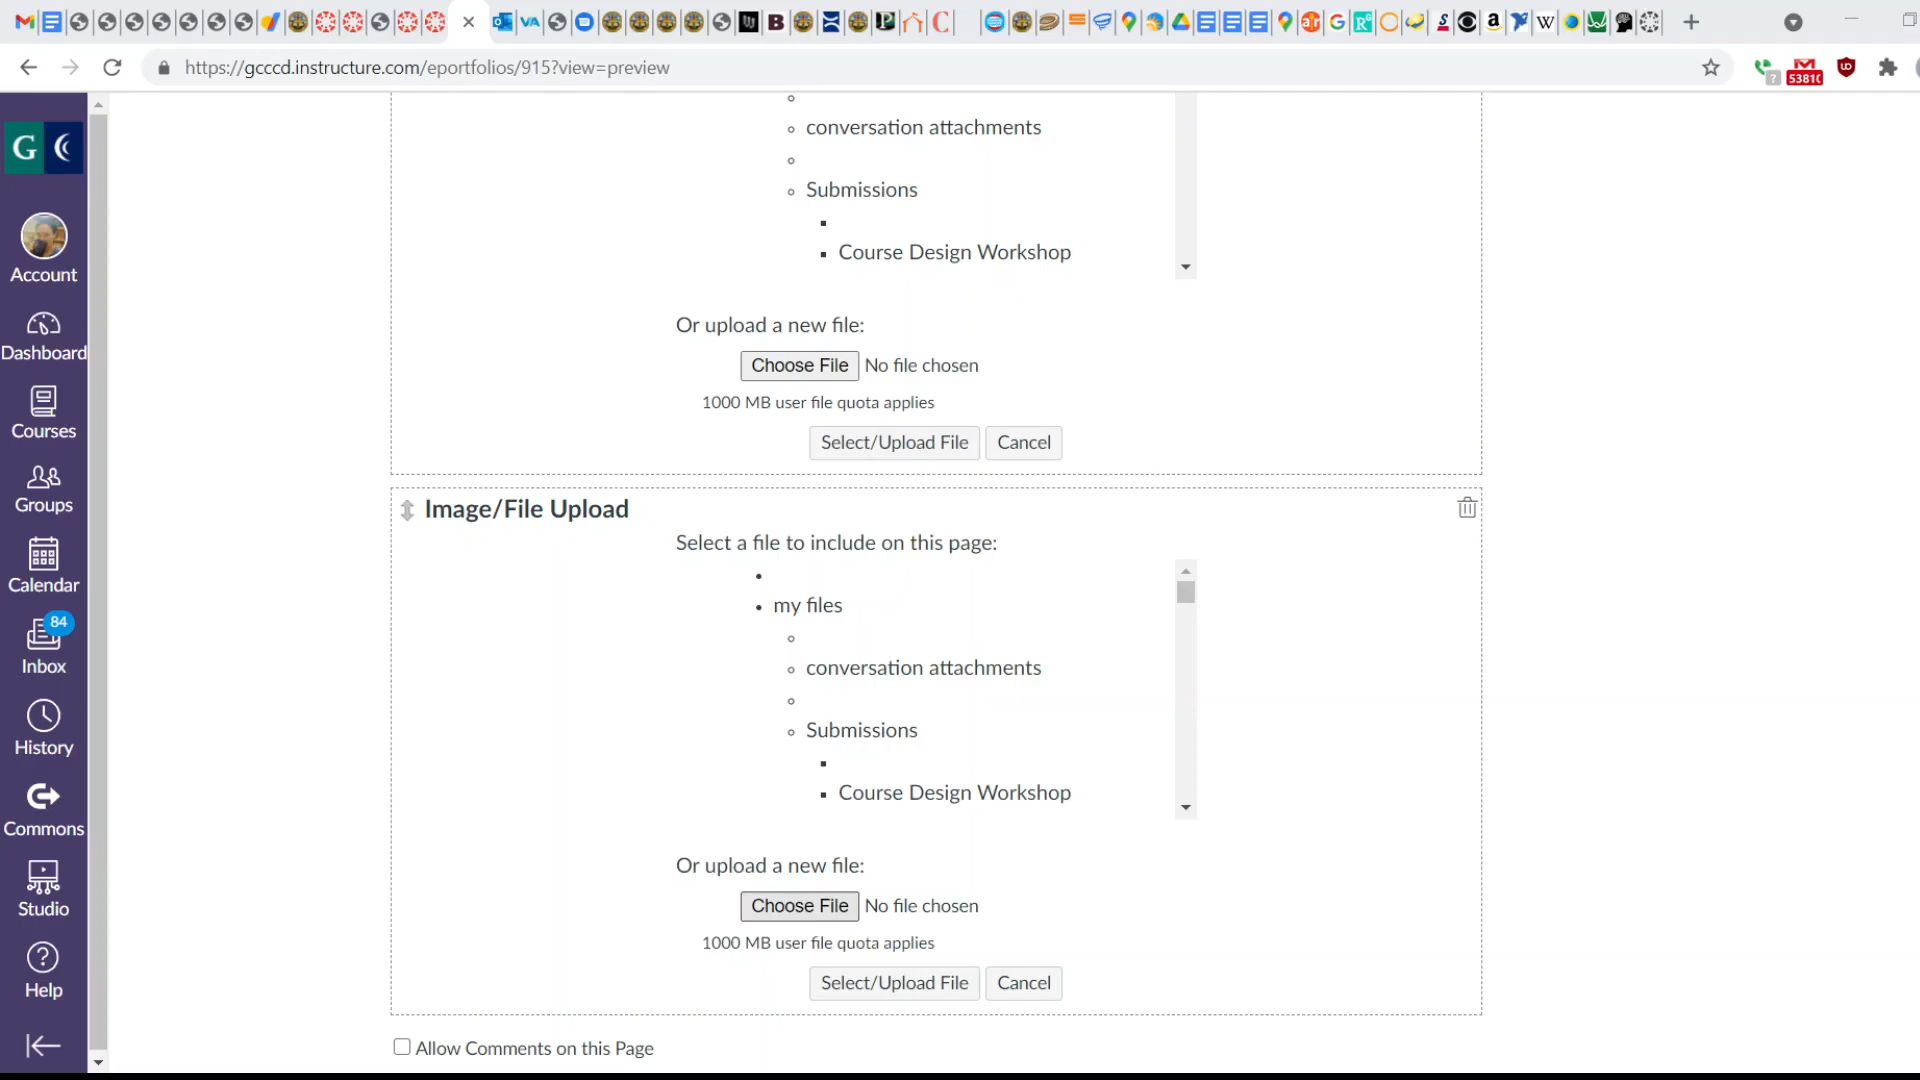 https://gcccd.instructure.com/eportfolios/915?view=preview
53810
G
Account
Dashboard
Courses
Groups
Calendar
84
Inbox
History
Commons
Studio
Help
conversation attachments
Submissions
Course Design Workshop
Or upload a new file:
Choose File No file chosen
1000 MB user file quota applies
Select/Upload File Cancel
Image/File Upload
Select a file to include on this page:
my files
conversation attachments
Submissions
Course Design Workshop
Or upload a new file:
Choose File No file chosen
1000 MB user file quota applies
Select/Upload File Cancel
Allow Comments on this Page